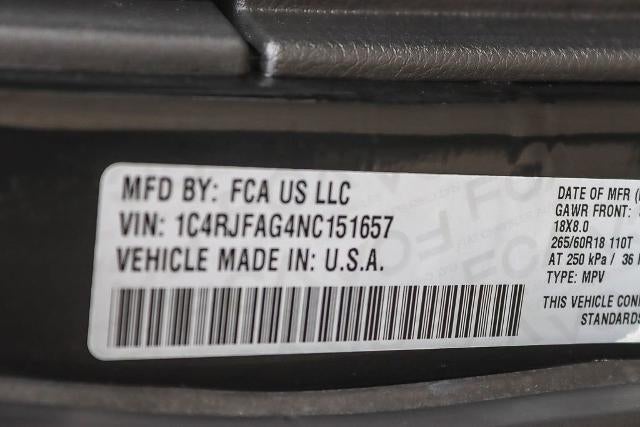 MFD BY: FCA US LLC
VIN: 1C4RJFAG4NC151657
VEHICLE MADE IN: U.S.A.
DATE OF MFR
GAWR FRONT:
18X8.0
265/60R18 110T
AT 250 kPa / 36
TYPE: MPV
THIS VEHICLE
STANDARDS